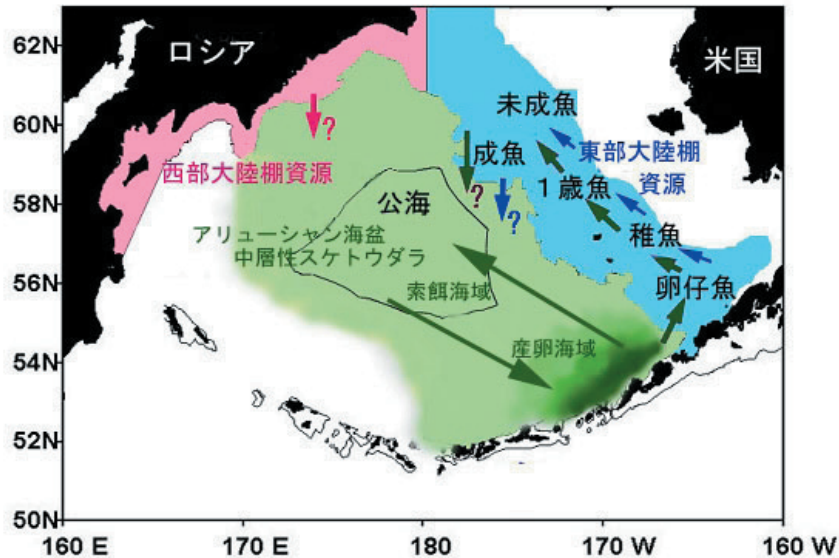 62N
ロシア
米国
未成魚
60N
?
成魚
東部大陸棚
資源
西部大陸棚資源
?
1歳魚
58N
公海
?
稚魚
アリューシャン海盆
中層性スケトウダラ
56N
索餌海域
卵仔魚
産卵海域
54N
52N
50N
160 E
170 E
180
170 W
160 W